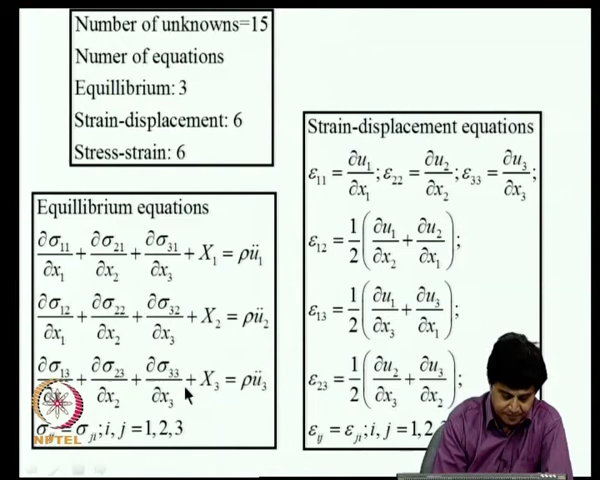 Number of unknowns=15
Numer of equations
Equillibrium: 3
Strain-displacement: 6
Stress-strain: 6
Equillibrium equations
∂σ₁₁/∂x₁ + ∂σ₂₁/∂x₂ + ∂σ₃₁/∂x₃ + X₁ = ρü₁
∂σ₁₂/∂x₁ + ∂σ₂₂/∂x₂ + ∂σ₃₂/∂x₃ + X₂ = ρü₂
∂σ₁₃ + ∂σ₂₃/∂x₂ + ∂σ₃₃/∂x₃ + X₃ = ρü₃
= σⱼᵢ; i, j = 1, 2, 3
NPTEL
Strain-displacement equations
ε₁₁ = ∂u₁/∂x₁; ε₂₂ = ∂u₂/∂x₂; ε₃₃ = ∂u₃/∂x₃;
ε₁₂ = 1/2(∂u₁/∂x₂ + ∂u₂/∂x₁);
ε₁₃ = 1/2(∂u₁/∂x₃ + ∂u₃/∂x₁);
ε₂₃ = 1/2(∂u₂/∂x₃ + ∂u₃/∂x₂);
εᵢⱼ = εⱼᵢ; i, j = 1, 2